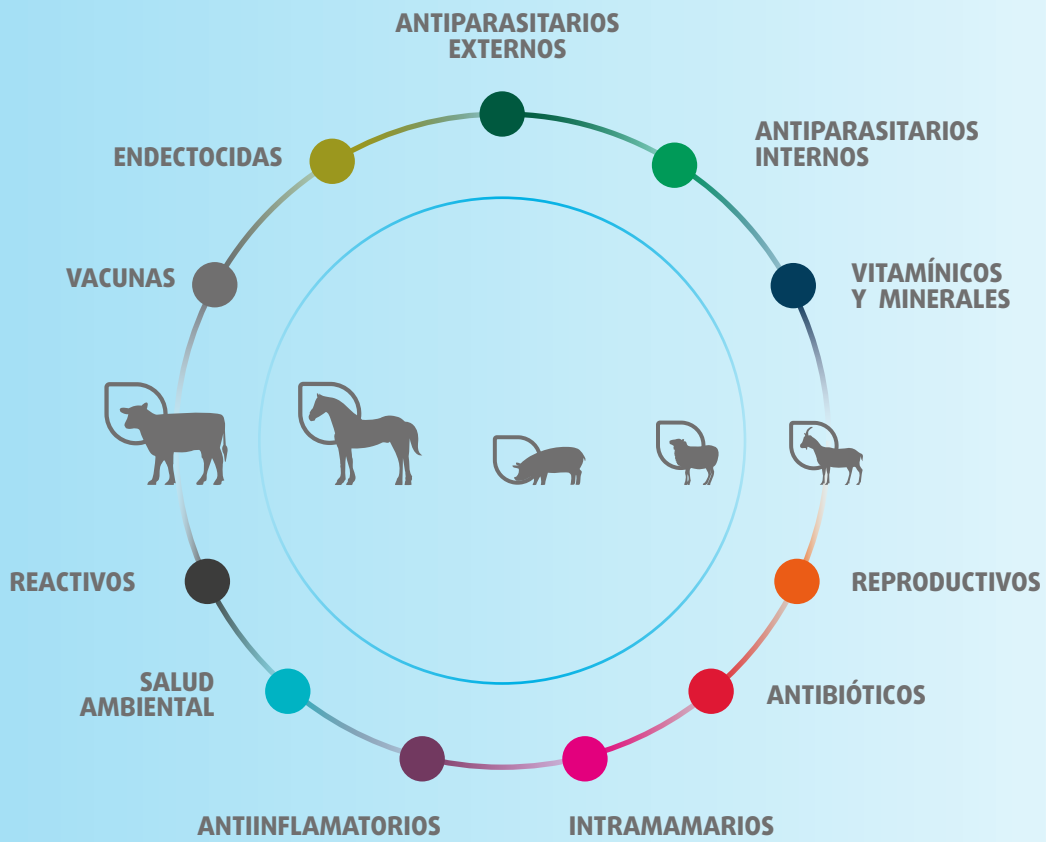 ANTIPARASITARIOS
EXTERNOS
ANTIPARASITARIOS
INTERNOS
ENDECTOCIDAS
VACUNAS
VITAMÍNICOS
Y MINERALES
REACTIVOS
REPRODUCTIVOS
SALUD
AMBIENTAL
ANTIBIÓTICOS
ANTIINFLAMATORIOS
INTRAMAMARIOS